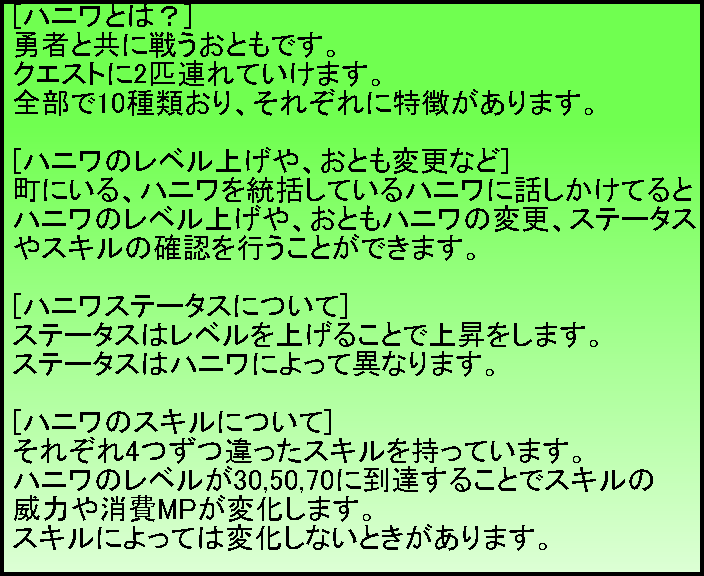 [ハニワとは？]
勇者と共に戦うおともです。
クエストに2匹連れていけます。
全部で10種類おり、それぞれに特徴があります。
[ハニワのレベル上げや、おとも変更など]
町にいる、ハニワを統括しているハニワに話しかけてると
ハニワのレベル上げや、おともハニワの変更、ステータス
やスキルの確認を行うことができます。
[ハニワステータスについて]
ステータスはレベルを上げることで上昇をします。
ステータスはハニワによって異なります。
[ハニワのスキルについて]
それぞれ4つずつ違ったスキルを持っています。
ハニワのレベルが30,50,70に到達することでスキルの
威力や消費MPが変化します。
スキルによっては変化しないときがあります。